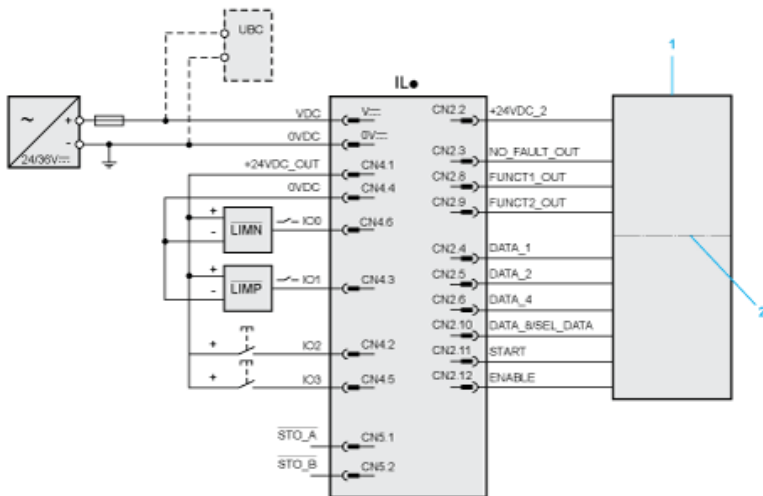 UBC
1
IL●
~
+
-
24/36V⎓
VDC
V⎓
0VDC
0V⎓
+24VDC_OUT
CN4.1
0VDC
CN4.4
+
-
LIMN
IO0
CN4.6
+
-
LIMP
IO1
CN4.3
+
IO2
CN4.2
+
IO3
CN4.5
STO_A
CN5.1
STO_B
CN5.2
CN2.2
+24VDC_2
CN2.3
NO_FAULT_OUT
CN2.8
FUNCT1_OUT
CN2.9
FUNCT2_OUT
CN2.4
DATA_1
CN2.5
DATA_2
CN2.6
DATA_4
CN2.10
DATA_8/SEL_DATA
CN2.11
START
CN2.12
ENABLE
2